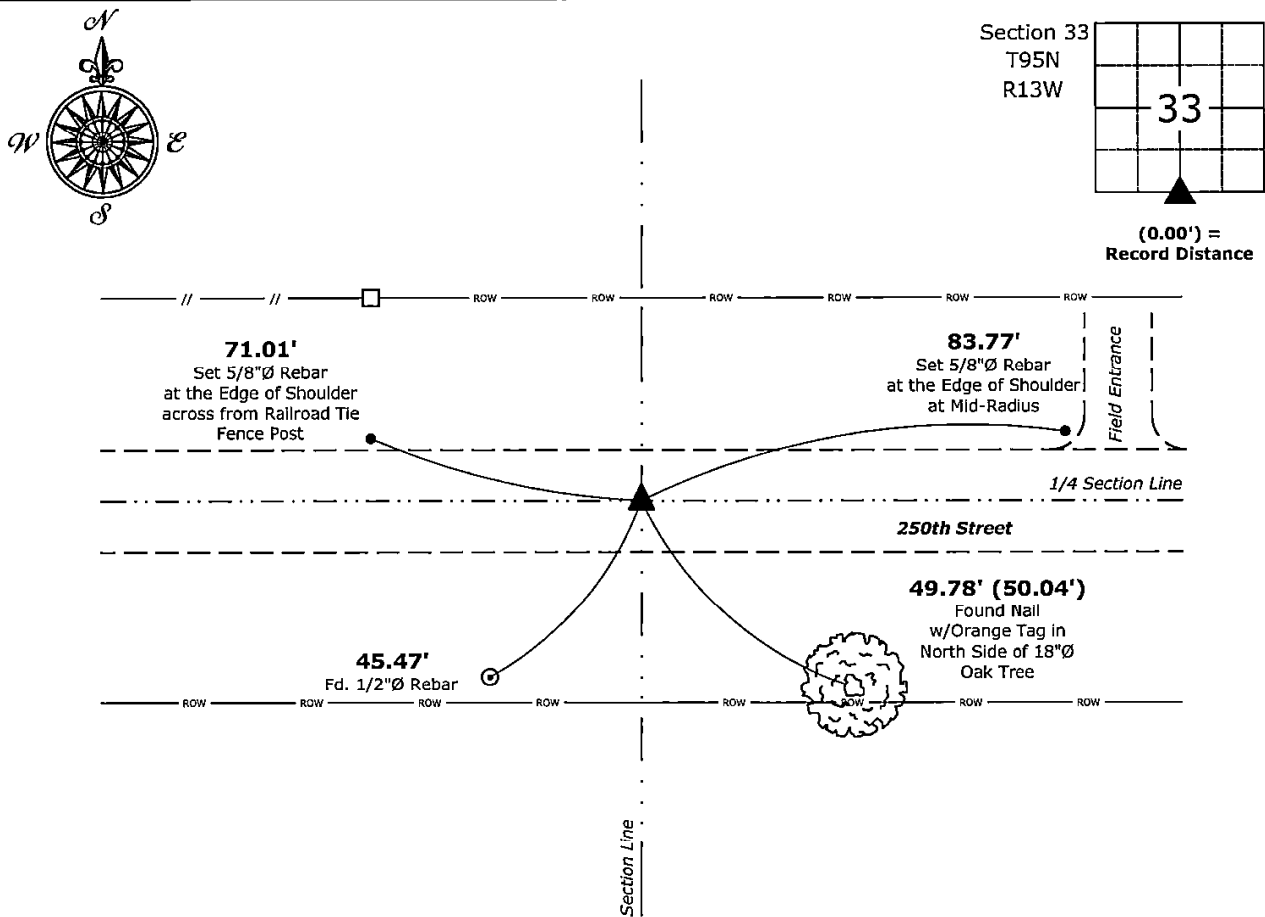 N
W
E
S
Section 33
T95N
R13W
33
(0.00') =
Record Distance
// // ROW ROW ROW ROW ROW ROW
71.01'
Set 5/8"Ø Rebar
at the Edge of Shoulder
across from Railroad Tie
Fence Post
83.77'
Set 5/8"Ø Rebar
at the Edge of Shoulder
at Mid-Radius
Field Entrance
1/4 Section Line
250th Street
49.78' (50.04')
Found Nail
w/Orange Tag in
North Side of 18"Ø
Oak Tree
45.47'
Fd. 1/2"Ø Rebar
ROW ROW ROW ROW ROW ROW ROW ROW
Section Line